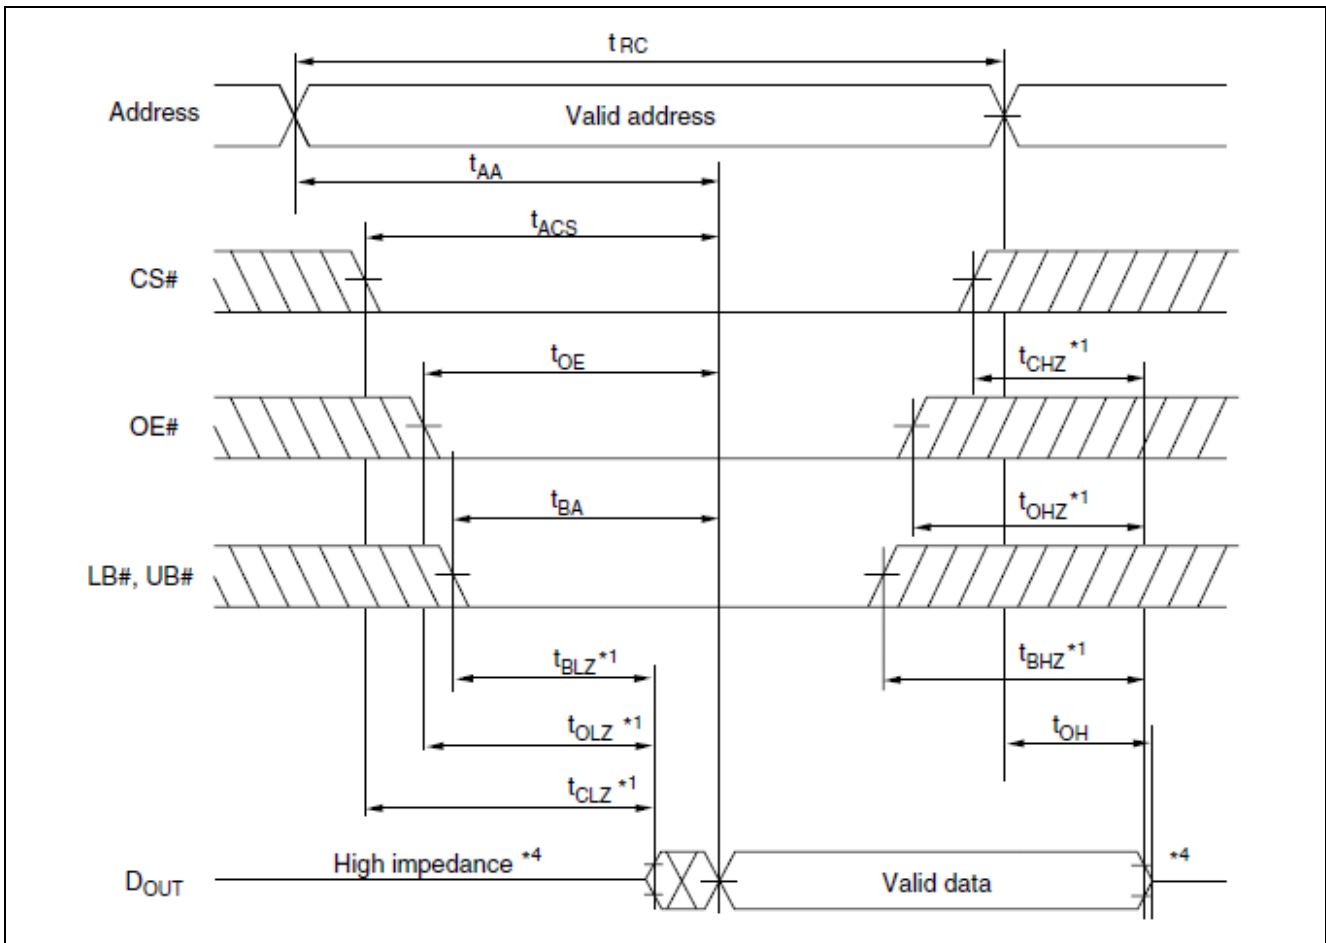 tRC
Address
Valid address
tAA
tACS
CS#
tOE
tCHZ *1
OE#
tBA
tOHZ *1
LB#, UB#
tBLZ *1
tBHZ *1
tOLZ *1
tOH
tCLZ *1
High impedance *4
*4
DOUT
Valid data